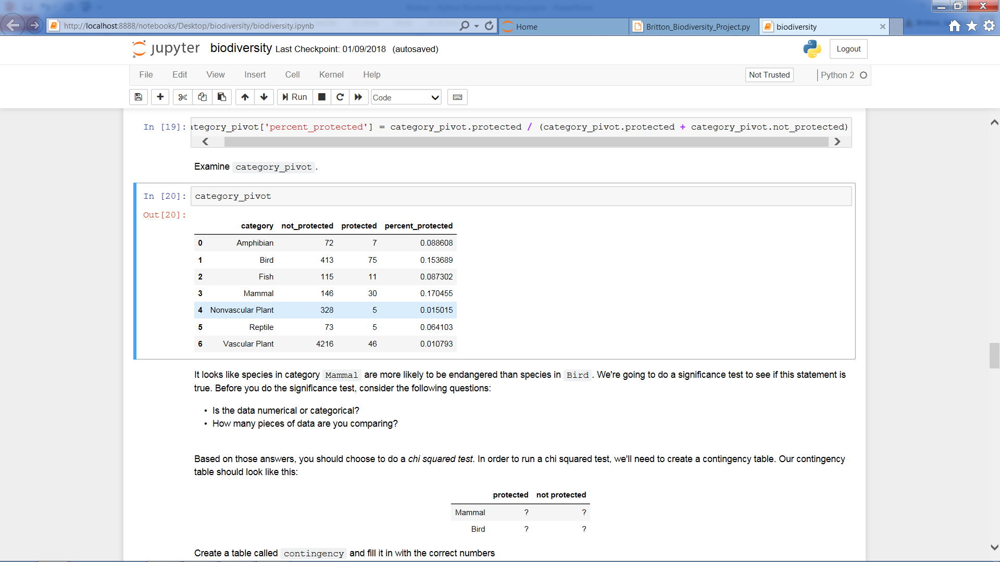 http://localhost:8888/notebooks/Desktop/biodiversity/biodiversity.ipynb
Home
Britton_Biodiversity_Project.py
biodiversity
jupyter biodiversity Last Checkpoint: 01/09/2018 (autosaved)
Logout
File Edit View Insert Cell Kernel Help
Not Trusted
Python 2
Run
Code
In [19]: ategory_pivot['percent_protected'] = category_pivot.protected / (category_pivot.protected + category_pivot.not_protected)
Examine category_pivot.
In [20]: category_pivot
Out[20]:
category not_protected protected percent_protected
0 Amphibian 72 7 0.088608
1 Bird 413 75 0.153689
2 Fish 115 11 0.087302
3 Mammal 146 30 0.170455
4 Nonvascular Plant 328 5 0.015015
5 Reptile 73 5 0.064103
6 Vascular Plant 4216 46 0.010793
It looks like species in category Mammal are more likely to be endangered than species in Bird. We're going to do a significance test to see if this statement is
true. Before you do the significance test, consider the following questions:
• Is the data numerical or categorical?
• How many pieces of data are you comparing?
Based on those answers, you should choose to do a chi squared test. In order to run a chi squared test, we'll need to create a contingency table. Our contingency
table should look like this:
protected not protected
Mammal ? ?
Bird ? ?
Create a table called contingency and fill it in with the correct numbers